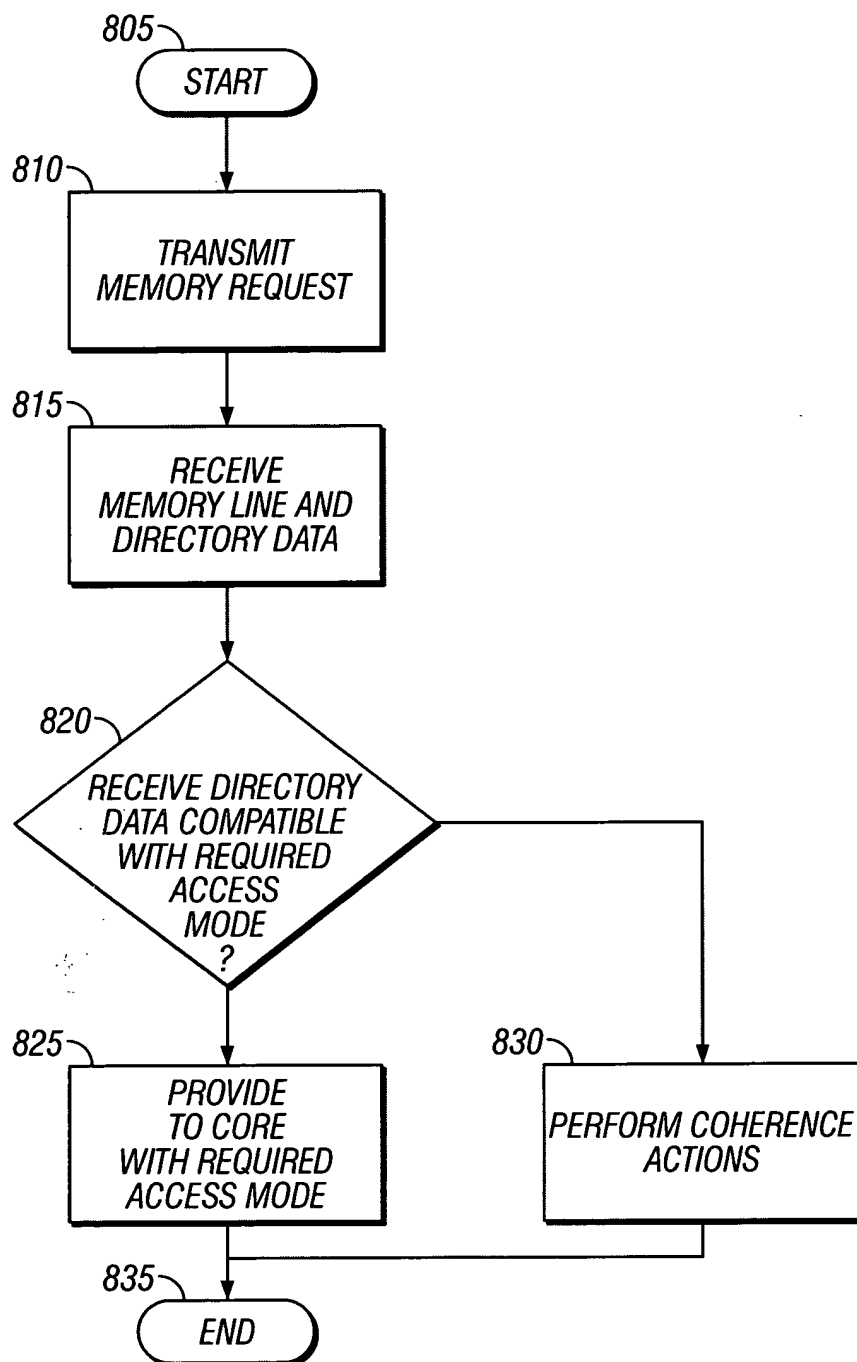 805
START
810
TRANSMIT
MEMORY REQUEST
815
RECEIVE
MEMORY LINE AND
DIRECTORY DATA
820
RECEIVE DIRECTORY
DATA COMPATIBLE
WITH REQUIRED
ACCESS
MODE
?
825
PROVIDE
TO CORE
WITH REQUIRED
ACCESS MODE
830
PERFORM COHERENCE
ACTIONS
835
END